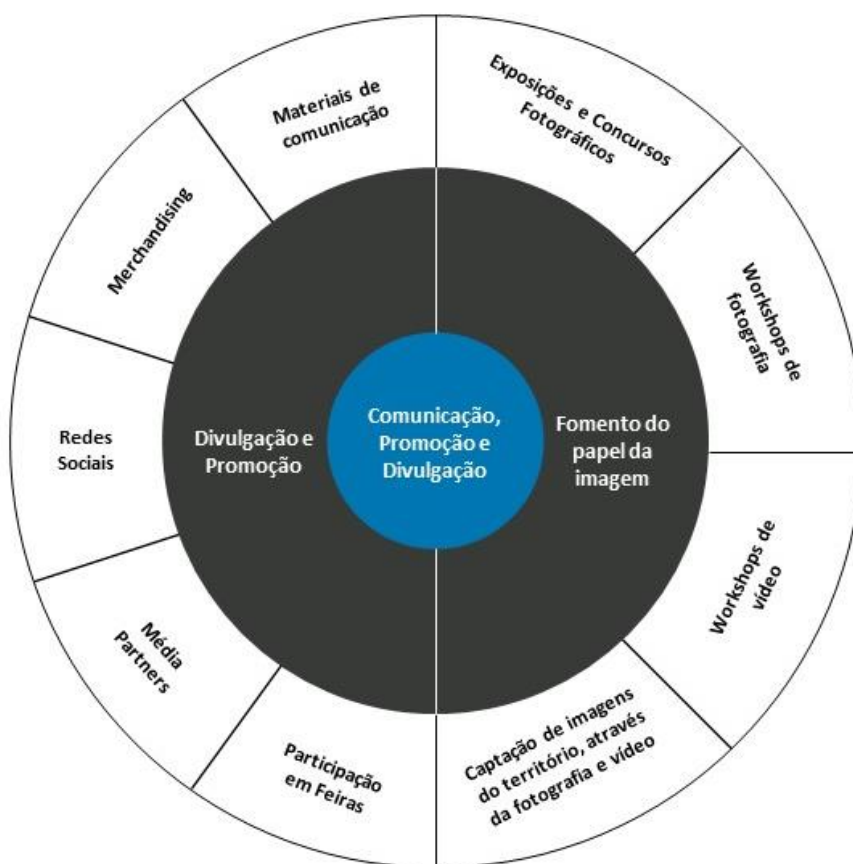 Materiais de
comunicação
Exposições e Concursos
Fotográficos
Merchandising
Workshops de
fotografia
Redes
Sociais
Divulgação e
Promoção
Comunicação,
Promoção e
Divulgação
Fomento do
papel da
imagem
Workshops de
vídeo
Média
Partners
Participação
em Feiras
Captação de imagens
do território, através
da fotografia e vídeo